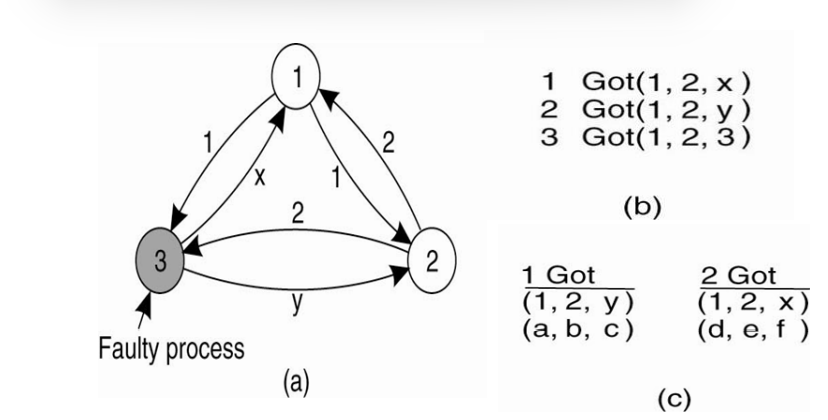 1
1
x
1
2
2
3
2
y
Faulty process
(a)
1 Got(1, 2, x )
2 Got(1, 2, y )
3 Got(1, 2, 3 )
(b)
1 Got
(1, 2, y)
(a, b, c)
2 Got
(1, 2, x)
(d, e, f )
(c)